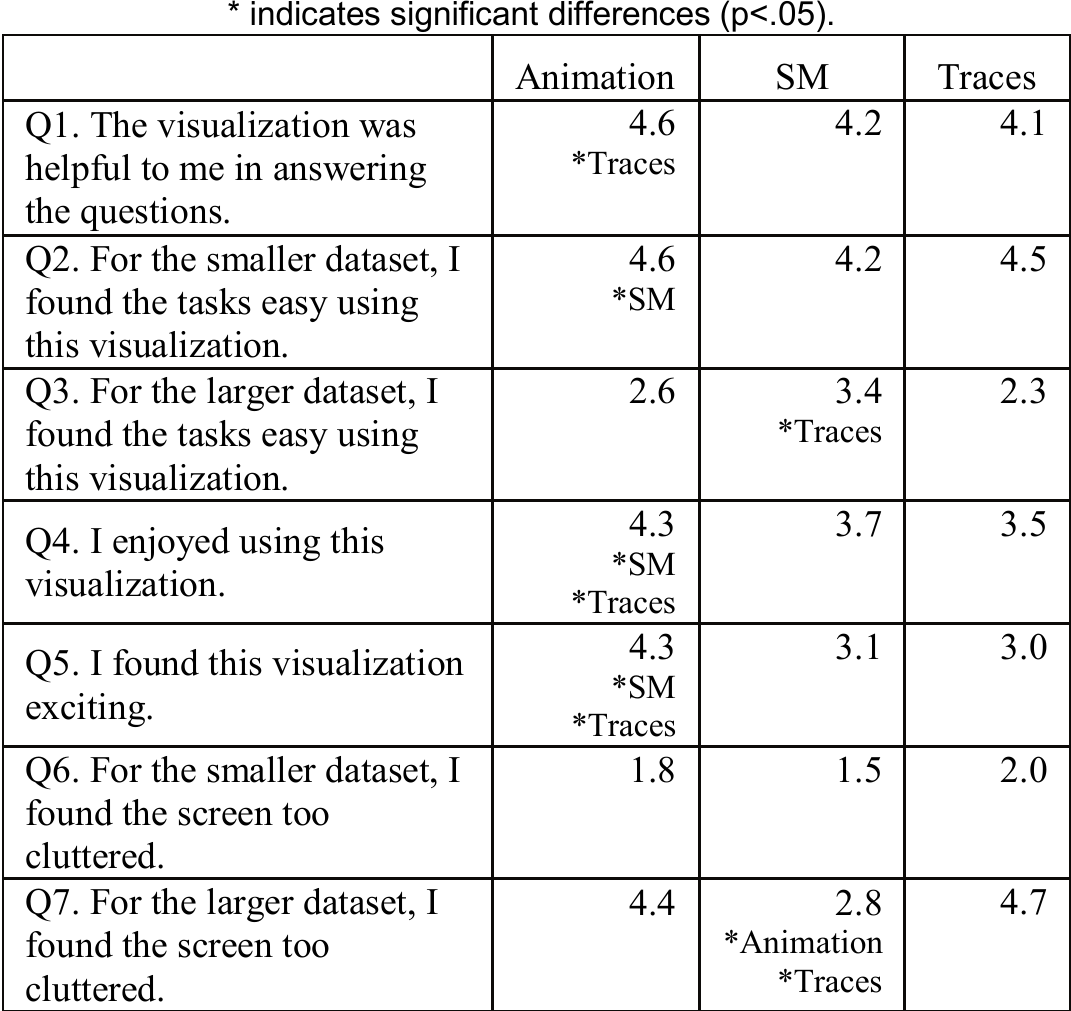 * indicates significant differences (p<.05).
Animation SM Traces
Q1. The visualization was 4.6 4.2 4.1
helpful to me in answering *Traces
the questions.
Q2. For the smaller dataset, I 4.6 4.2 4.5
found the tasks easy using *SM
this visualization.
Q3. For the larger dataset, I 2.6 3.4 2.3
found the tasks easy using *Traces
this visualization.
Q4. I enjoyed using this 4.3 3.7 3.5
visualization. *SM
*Traces
Q5. I found this visualization 4.3 3.1 3.0
exciting. *SM
*Traces
Q6. For the smaller dataset, I 1.8 1.5 2.0
found the screen too
cluttered.
Q7. For the larger dataset, I 4.4 2.8 4.7
found the screen too *Animation
cluttered. *Traces